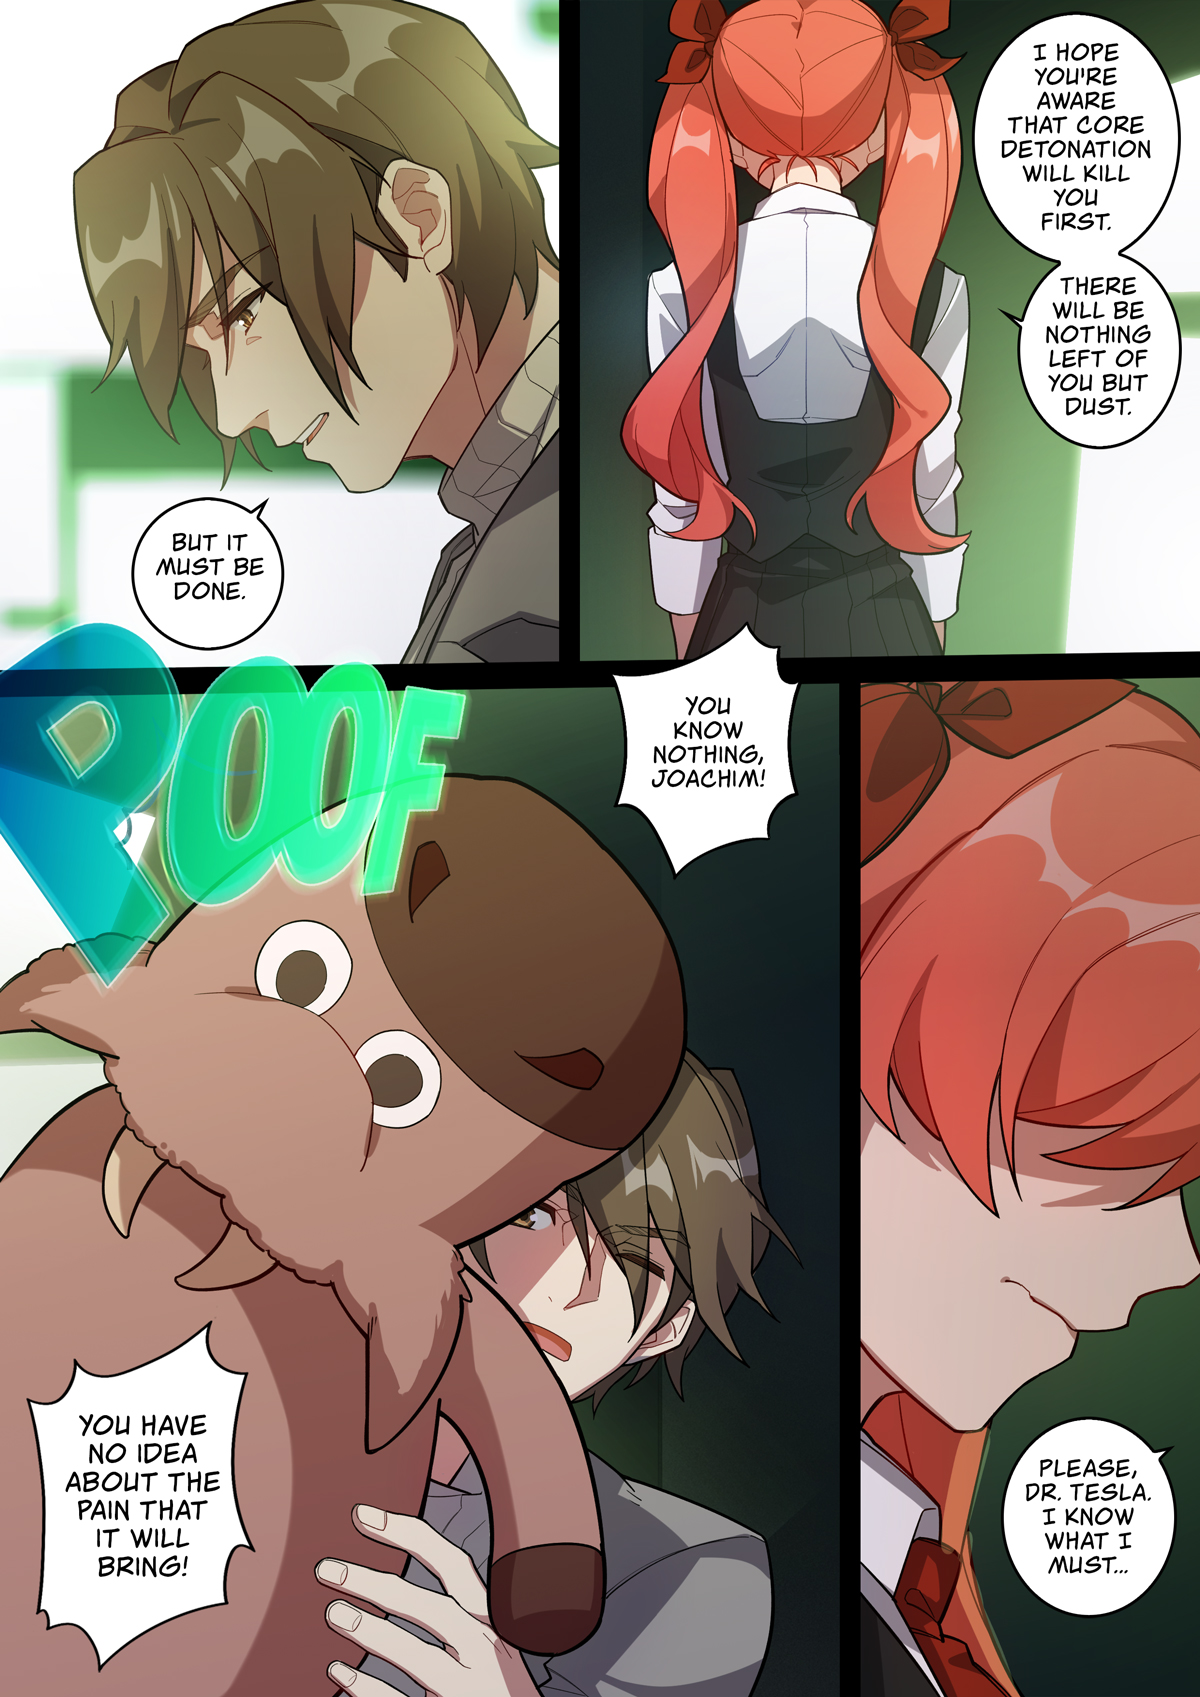 I HOPE
YOU'RE
AWARE
THAT CORE
DETONATION
WILL KILL
YOU
FIRST.
THERE
WILL BE
NOTHING
LEFT OF
YOU BUT
DUST.
BUT IT
MUST BE
DONE.
POOF
YOU
KNOW
NOTHING,
JOACHIM!
YOU HAVE
NO IDEA
ABOUT THE
PAIN THAT
IT WILL
BRING!
PLEASE,
DR. TESLA.
I KNOW
WHAT I
MUST...